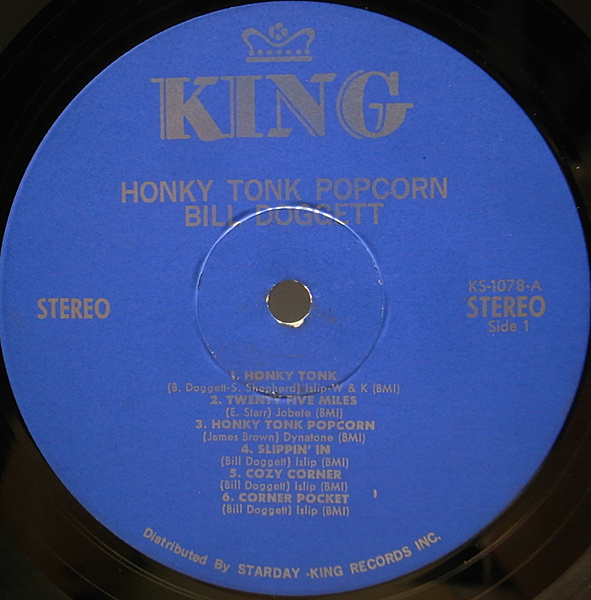 K
KING
HONKY TONK POPCORN
BILL DOGGETT
STEREO
KS-1078-A
STEREO
Side 1
1. HONKY TONK
(B. Doggett-S. Shepherd) Islip-W & K (BMI)
2. TWENTY FIVE MILES
(E. Starr) Jobete (BMI)
3. HONKY TONK POPCORN
(James Brown) Dynatone (BMI)
4. SLIPPIN' IN
(Bill Doggett) Islip (BMI)
5. COZY CORNER
(Bill Doggett) Islip (BMI)
6. CORNER POCKET
(Bill Doggett) Islip (BMI)
Distributed By STARDAY-KING RECORDS INC.